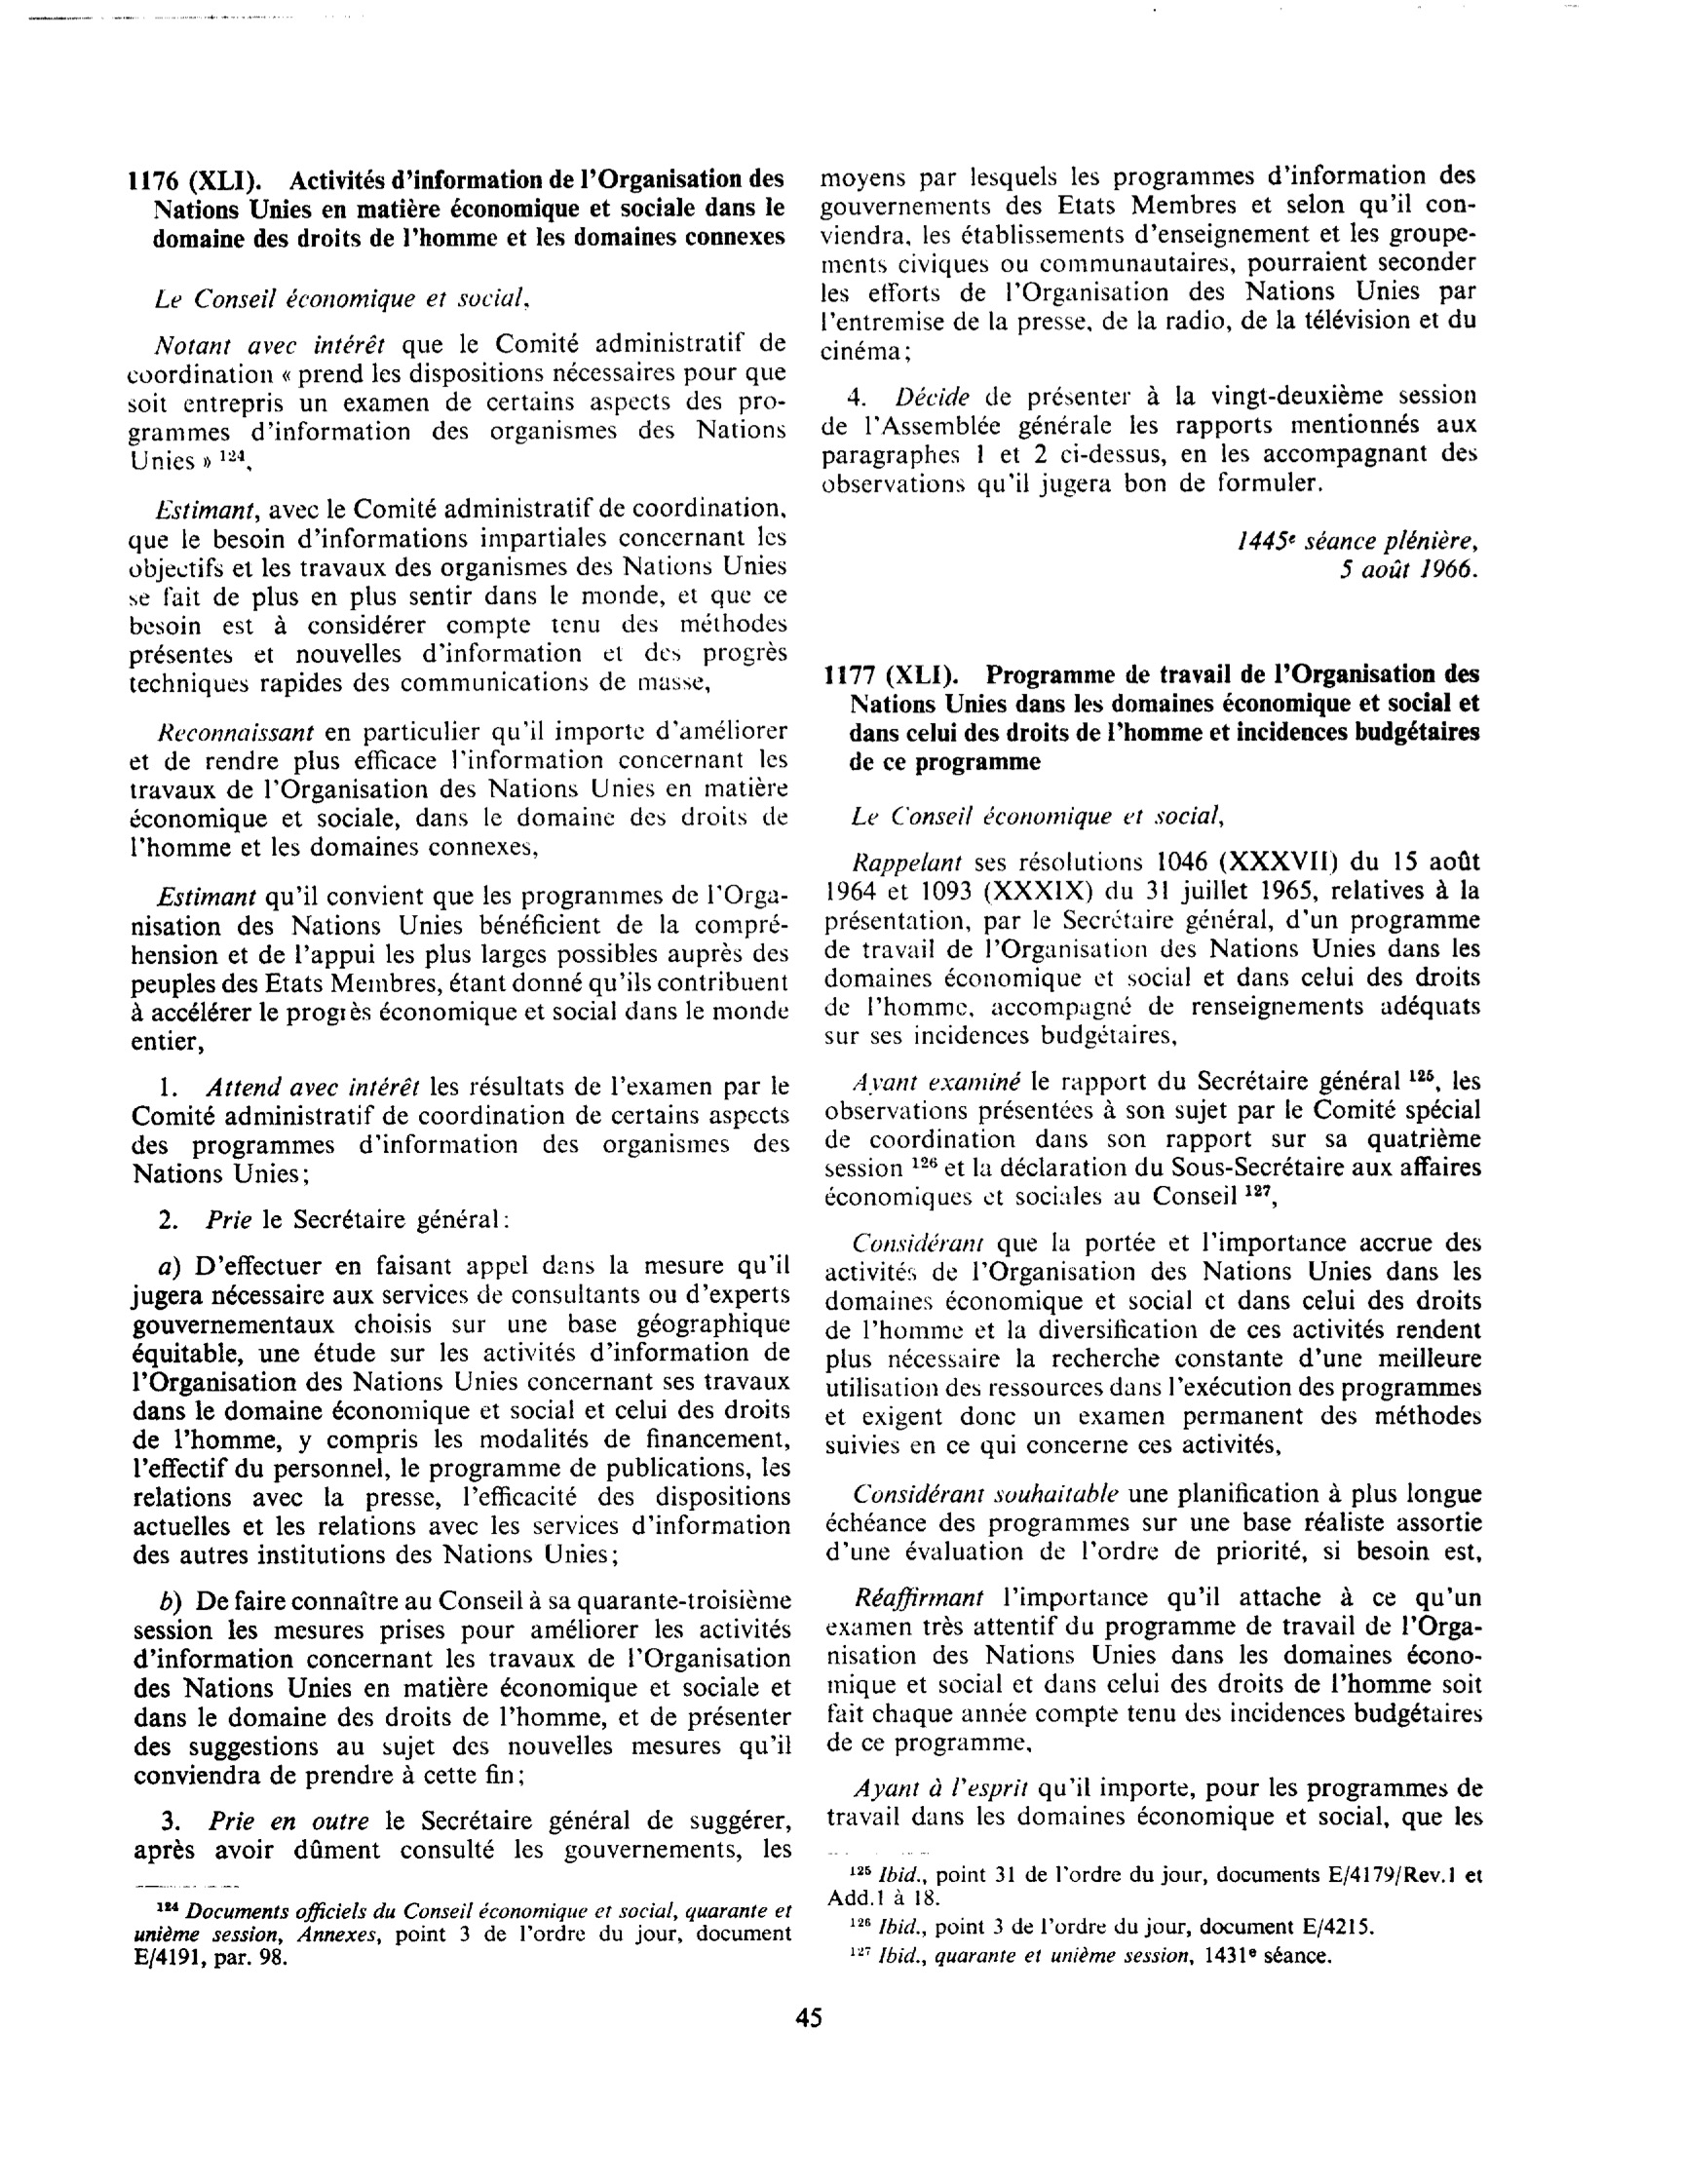 1176 (XLI). Activités d'information de l'Organisation des
Nations Unies en matière économique et sociale dans le
domaine des droits de l'homme et les domaines connexes
Le Conseil économique et social,
Notant avec intérêt que le Comité administratif de
coordination « prend les dispositions nécessaires pour que
soit entrepris un examen de certains aspects des pro-
grammes d'information des organismes des Nations
Unies » 124,
Estimant, avec le Comité administratif de coordination,
que le besoin d'informations impartiales concernant les
objectifs et les travaux des organismes des Nations Unies
se fait de plus en plus sentir dans le monde, et que ce
besoin est à considérer compte tenu des méthodes
présentes et nouvelles d'information et des progrès
techniques rapides des communications de masse,
Reconnaissant en particulier qu'il importe d'améliorer
et de rendre plus efficace l'information concernant les
travaux de l'Organisation des Nations Unies en matière
économique et sociale, dans le domaine des droits de
l'homme et les domaines connexes,
Estimant qu'il convient que les programmes de l'Orga-
nisation des Nations Unies bénéficient de la compré-
hension et de l'appui les plus larges possibles auprès des
peuples des Etats Membres, étant donné qu'ils contribuent
à accélérer le progrès économique et social dans le monde
entier,
1. Attend avec intérêt les résultats de l'examen par le
Comité administratif de coordination de certains aspects
des programmes d'information des organismes des
Nations Unies;
2. Prie le Secrétaire général:
a) D'effectuer en faisant appel dans la mesure qu'il
jugera nécessaire aux services de consultants ou d'experts
gouvernementaux choisis sur une base géographique
équitable, une étude sur les activités d'information de
l'Organisation des Nations Unies concernant ses travaux
dans le domaine économique et social et celui des droits
de l'homme, y compris les modalités de financement,
l'effectif du personnel, le programme de publications, les
relations avec la presse, l'efficacité des dispositions
actuelles et les relations avec les services d'information
des autres institutions des Nations Unies;
b) De faire connaître au Conseil à sa quarante-troisième
session les mesures prises pour améliorer les activités
d'information concernant les travaux de l'Organisation
des Nations Unies en matière économique et sociale et
dans le domaine des droits de l'homme, et de présenter
des suggestions au sujet des nouvelles mesures qu'il
conviendra de prendre à cette fin;
3. Prie en outre le Secrétaire général de suggérer,
après avoir dûment consulté les gouvernements, les
124 Documents officiels du Conseil économique et social, quarante et
unième session, Annexes, point 3 de l'ordre du jour, document
E/4191, par. 98.
moyens par lesquels les programmes d'information des
gouvernements des Etats Membres et selon qu'il con-
viendra, les établissements d'enseignement et les groupe-
ments civiques ou communautaires, pourraient seconder
les efforts de l'Organisation des Nations Unies par
l'entremise de la presse, de la radio, de la télévision et du
cinéma;
4. Décide de présenter à la vingt-deuxième session
de l'Assemblée générale les rapports mentionnés aux
paragraphes 1 et 2 ci-dessus, en les accompagnant des
observations qu'il jugera bon de formuler.
1445e séance plénière,
5 août 1966.
1177 (XLI). Programme de travail de l'Organisation des
Nations Unies dans les domaines économique et social et
dans celui des droits de l'homme et incidences budgétaires
de ce programme
Le Conseil économique et social,
Rappelant ses résolutions 1046 (XXXVII) du 15 août
1964 et 1093 (XXXIX) du 31 juillet 1965, relatives à la
présentation, par le Secrétaire général, d'un programme
de travail de l'Organisation des Nations Unies dans les
domaines économique et social et dans celui des droits
de l'homme, accompagné de renseignements adéquats
sur ses incidences budgétaires,
Ayant examiné le rapport du Secrétaire général 125, les
observations présentées à son sujet par le Comité spécial
de coordination dans son rapport sur sa quatrième
session 126 et la déclaration du Sous-Secrétaire aux affaires
économiques et sociales au Conseil 127,
Considérant que la portée et l'importance accrue des
activités de l'Organisation des Nations Unies dans les
domaines économique et social et dans celui des droits
de l'homme et la diversification de ces activités rendent
plus nécessaire la recherche constante d'une meilleure
utilisation des ressources dans l'exécution des programmes
et exigent donc un examen permanent des méthodes
suivies en ce qui concerne ces activités,
Considérant souhaitable une planification à plus longue
échéance des programmes sur une base réaliste assortie
d'une évaluation de l'ordre de priorité, si besoin est,
Réaffirmant l'importance qu'il attache à ce qu'un
examen très attentif du programme de travail de l'Orga-
nisation des Nations Unies dans les domaines écono-
mique et social et dans celui des droits de l'homme soit
fait chaque année compte tenu des incidences budgétaires
de ce programme,
Ayant à l'esprit qu'il importe, pour les programmes de
travail dans les domaines économique et social, que les
125 Ibid., point 31 de l'ordre du jour, documents E/4179/Rev.1 et
Add.1 à 18.
126 Ibid., point 3 de l'ordre du jour, document E/4215.
127 Ibid., quarante et unième session, 1431e séance.
45